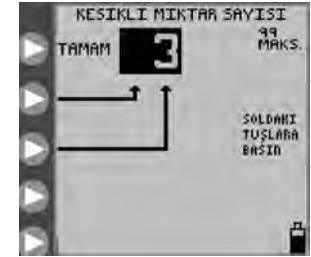 KESIKLI MIKTAR SAYISI
99
MAKS.
TAMAM
3
SOLDAKI
TUŞLARA
BASIN